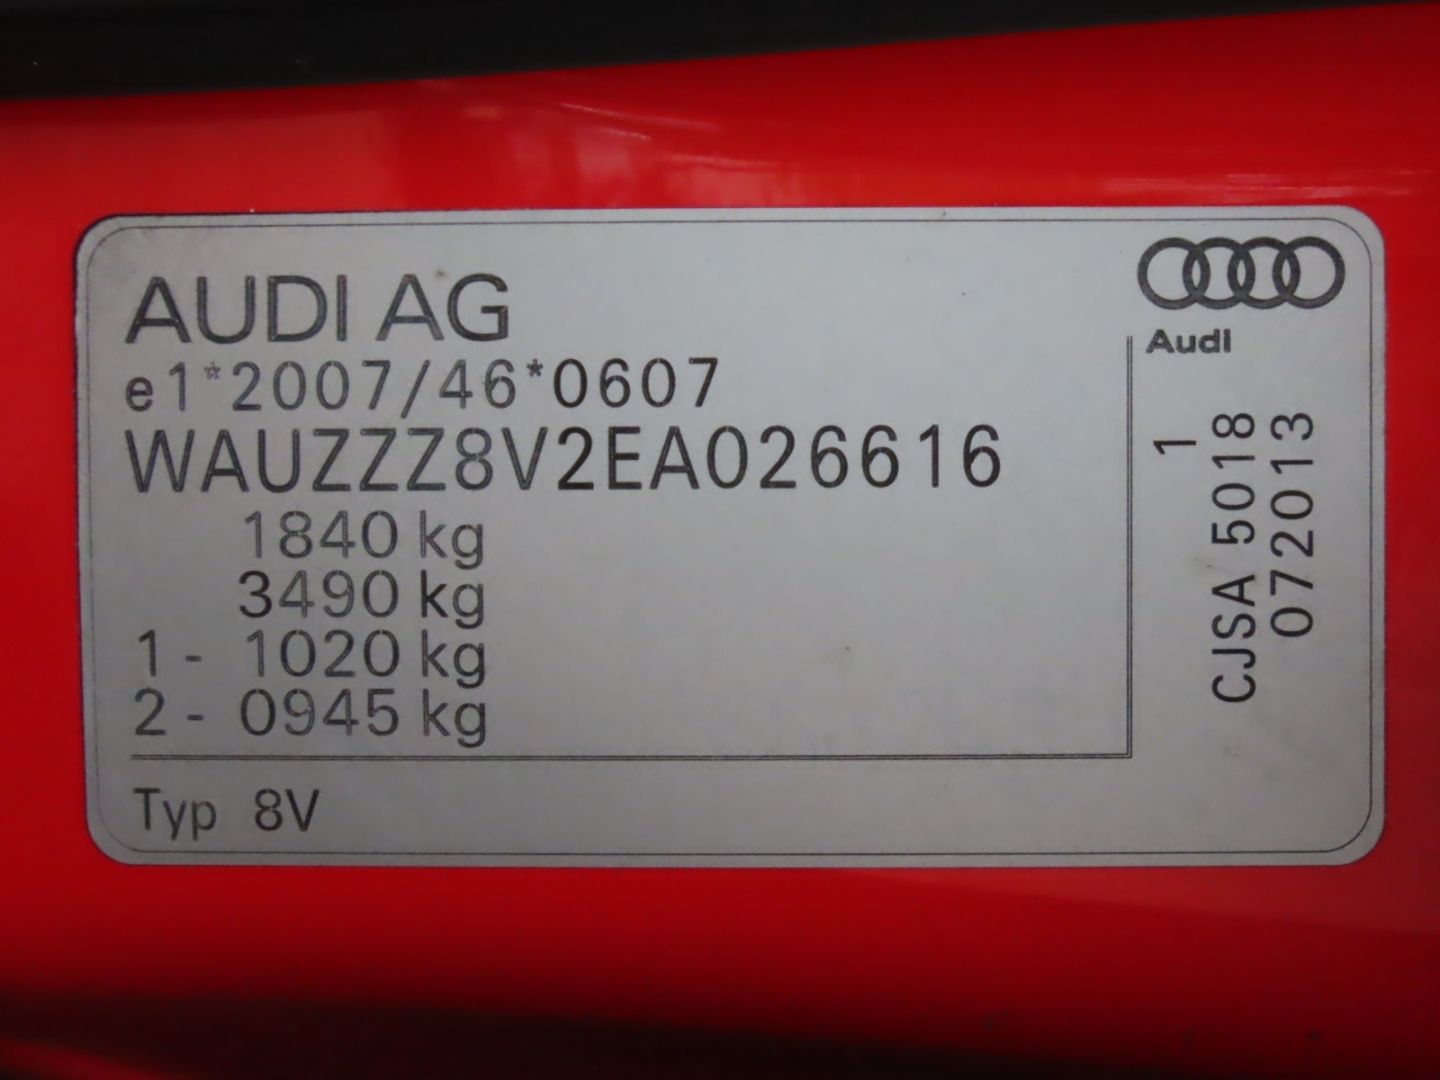 AUDI AG
e1*2007/46*0607
WAUZZZ8V2EA026616
1840 kg
3490 kg
1 - 1020 kg
2 - 0945 kg
Typ 8V
Audi
1
CJSA 5018
072013